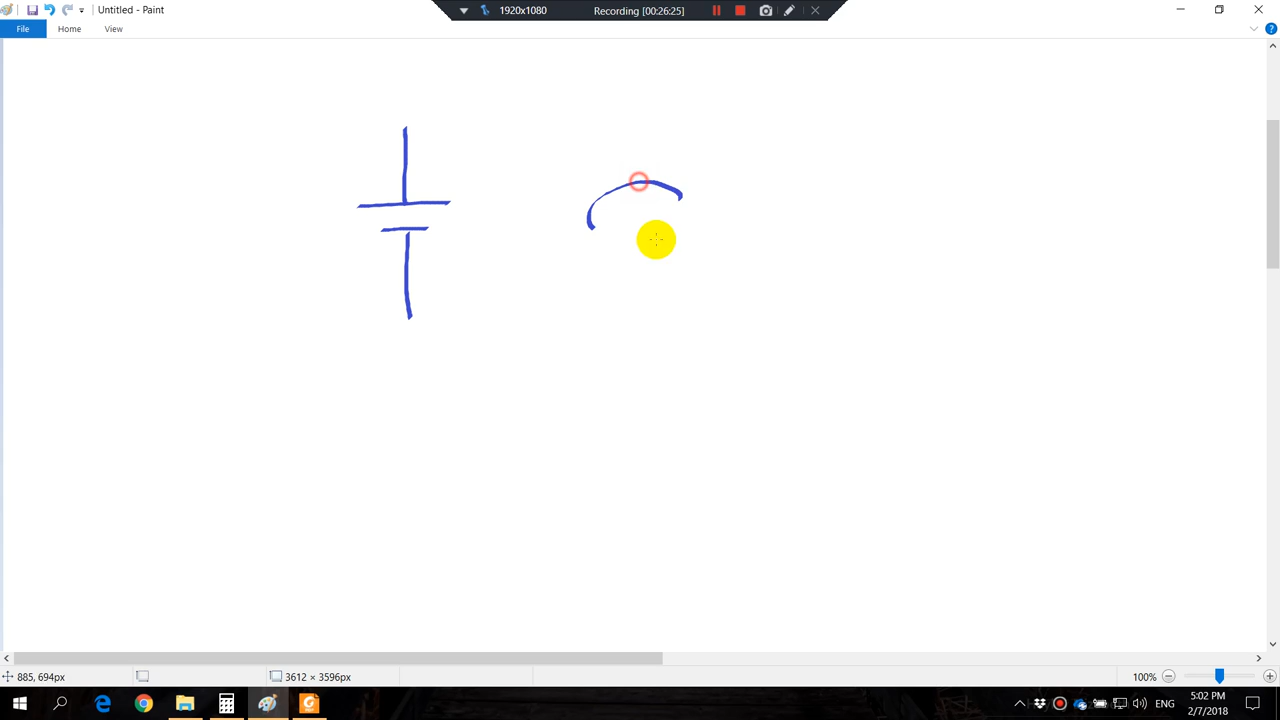 Untitled - Paint
1920x1080
Recording [00:26:25]
File
Home
View
885, 694px
3612 × 3596px
100%
ENG
5:02 PM
2/7/2018